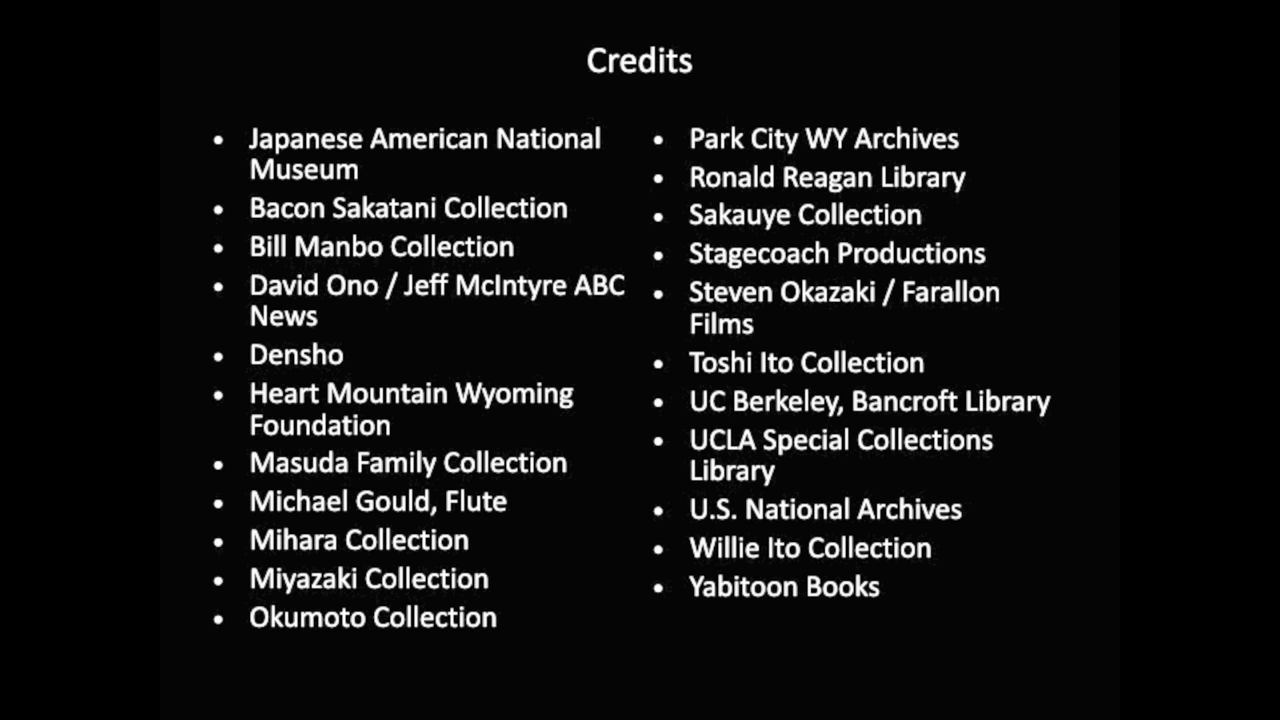 Credits
• Japanese American National
Museum
• Bacon Sakatani Collection
• Bill Manbo Collection
• David Ono / Jeff McIntyre ABC
News
• Densho
• Heart Mountain Wyoming
Foundation
• Masuda Family Collection
• Michael Gould, Flute
• Mihara Collection
• Miyazaki Collection
• Okumoto Collection
• Park City WY Archives
• Ronald Reagan Library
• Sakauye Collection
• Stagecoach Productions
• Steven Okazaki / Farallon
Films
• Toshi Ito Collection
• UC Berkeley, Bancroft Library
• UCLA Special Collections
Library
• U.S. National Archives
• Willie Ito Collection
• Yabitoon Books